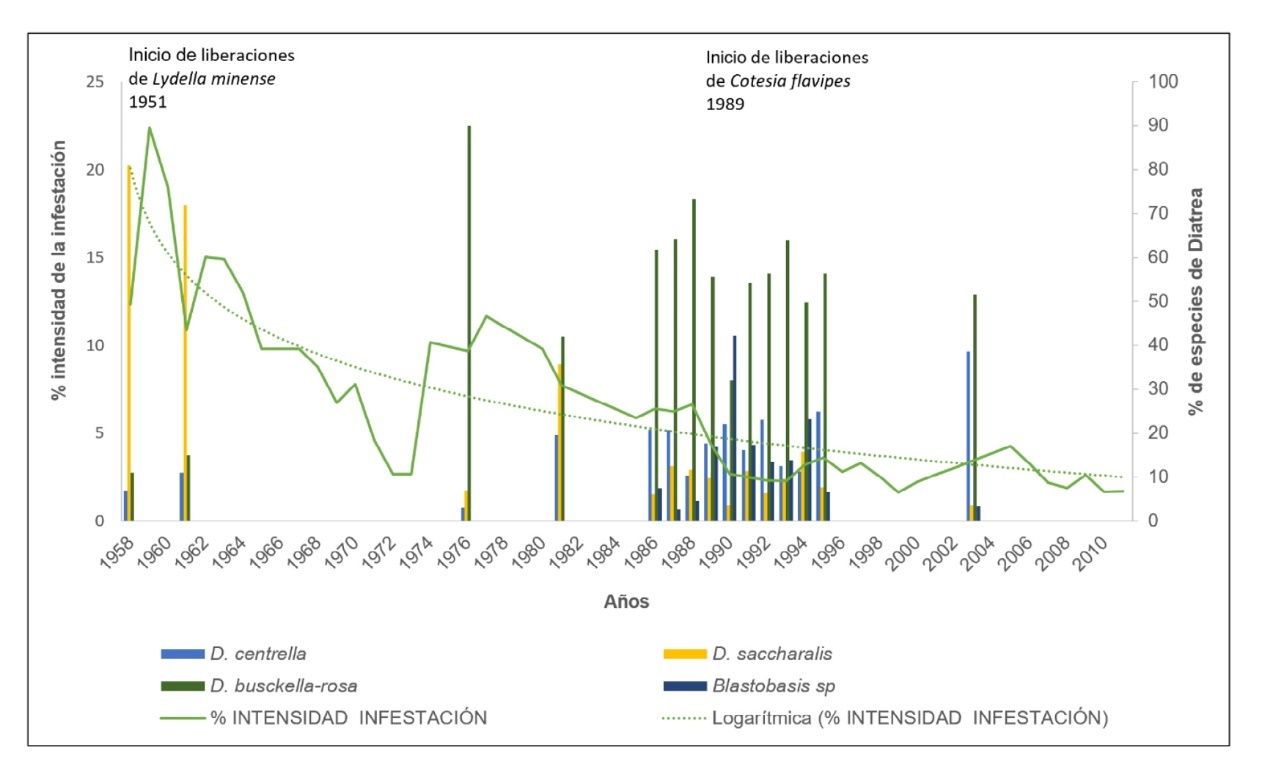 Inicio de liberaciones
de Lydella minense
1951
Inicio de liberaciones
de Cotesia flavipes
1989
% intensidad de la infestación
25
20
15
10
5
0
100
90
80
70
60
50
40
30
20
10
0
% de especies de Diatrea
1958 1960 1962 1964 1966 1968 1970 1972 1974 1976 1978 1980 1982 1984 1986 1988 1990 1992 1994 1996 1998 2000 2002 2004 2006 2008 2010
Años
D. centrella D. saccharalis
D. busckella-rosa Blastobasis sp
% INTENSIDAD INFESTACIÓN Logarítmica (% INTENSIDAD INFESTACIÓN)